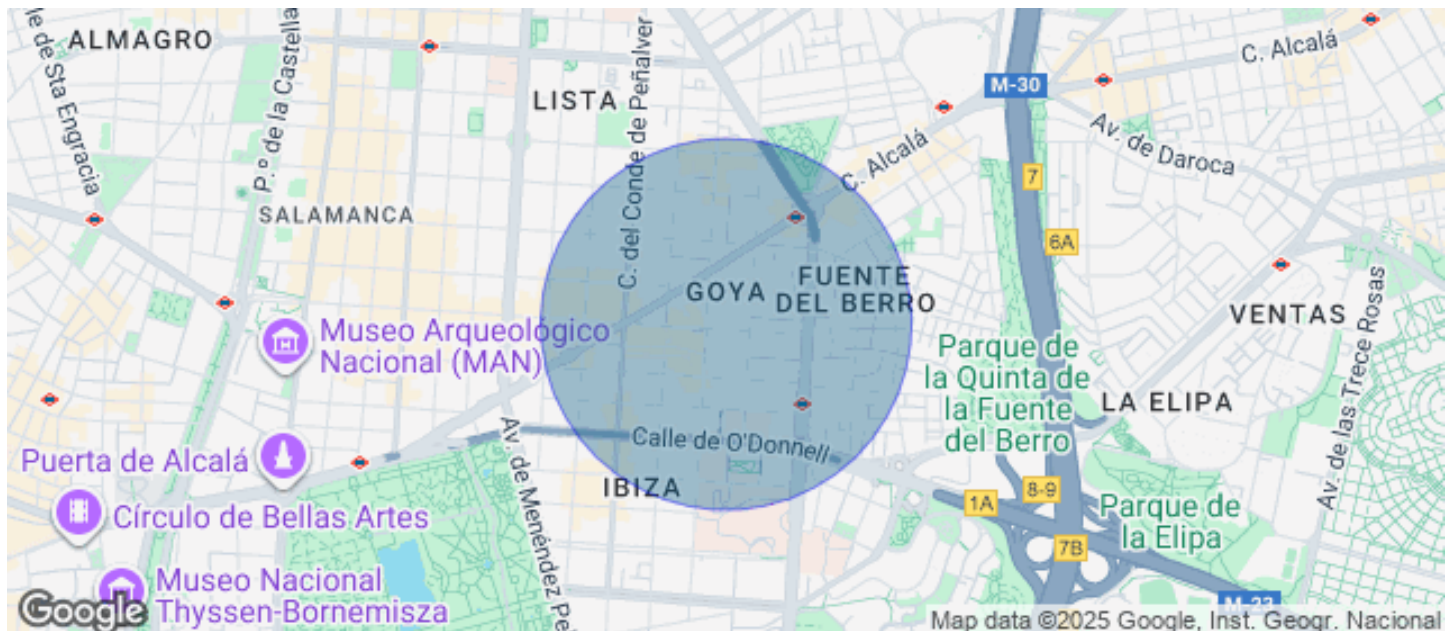 ALMAGRO
le de Sta Engracia
P.º de la Castella
LISTA
C. del Conde de Peñalver
M-30
C. Alcalá
Av. de Daroca
C. Alcalá
7
SALAMANCA
6A
GOYA
FUENTE
DEL BERRO
VENTAS
Av. de las Trece Rosas
Museo Arqueológico
Nacional (MAN)
Parque de
la Quinta de
la Fuente
del Berro
LA ELIPA
Puerta de Alcalá
Av. de Menéndez Pe
Calle de O'Donnell
IBIZA
1A
8-9
Círculo de Bellas Artes
Parque de
la Elipa
7B
Museo Nacional
Thyssen-Bornemisza
M-23
Google
Map data ©2025 Google, Inst. Geogr. Nacional